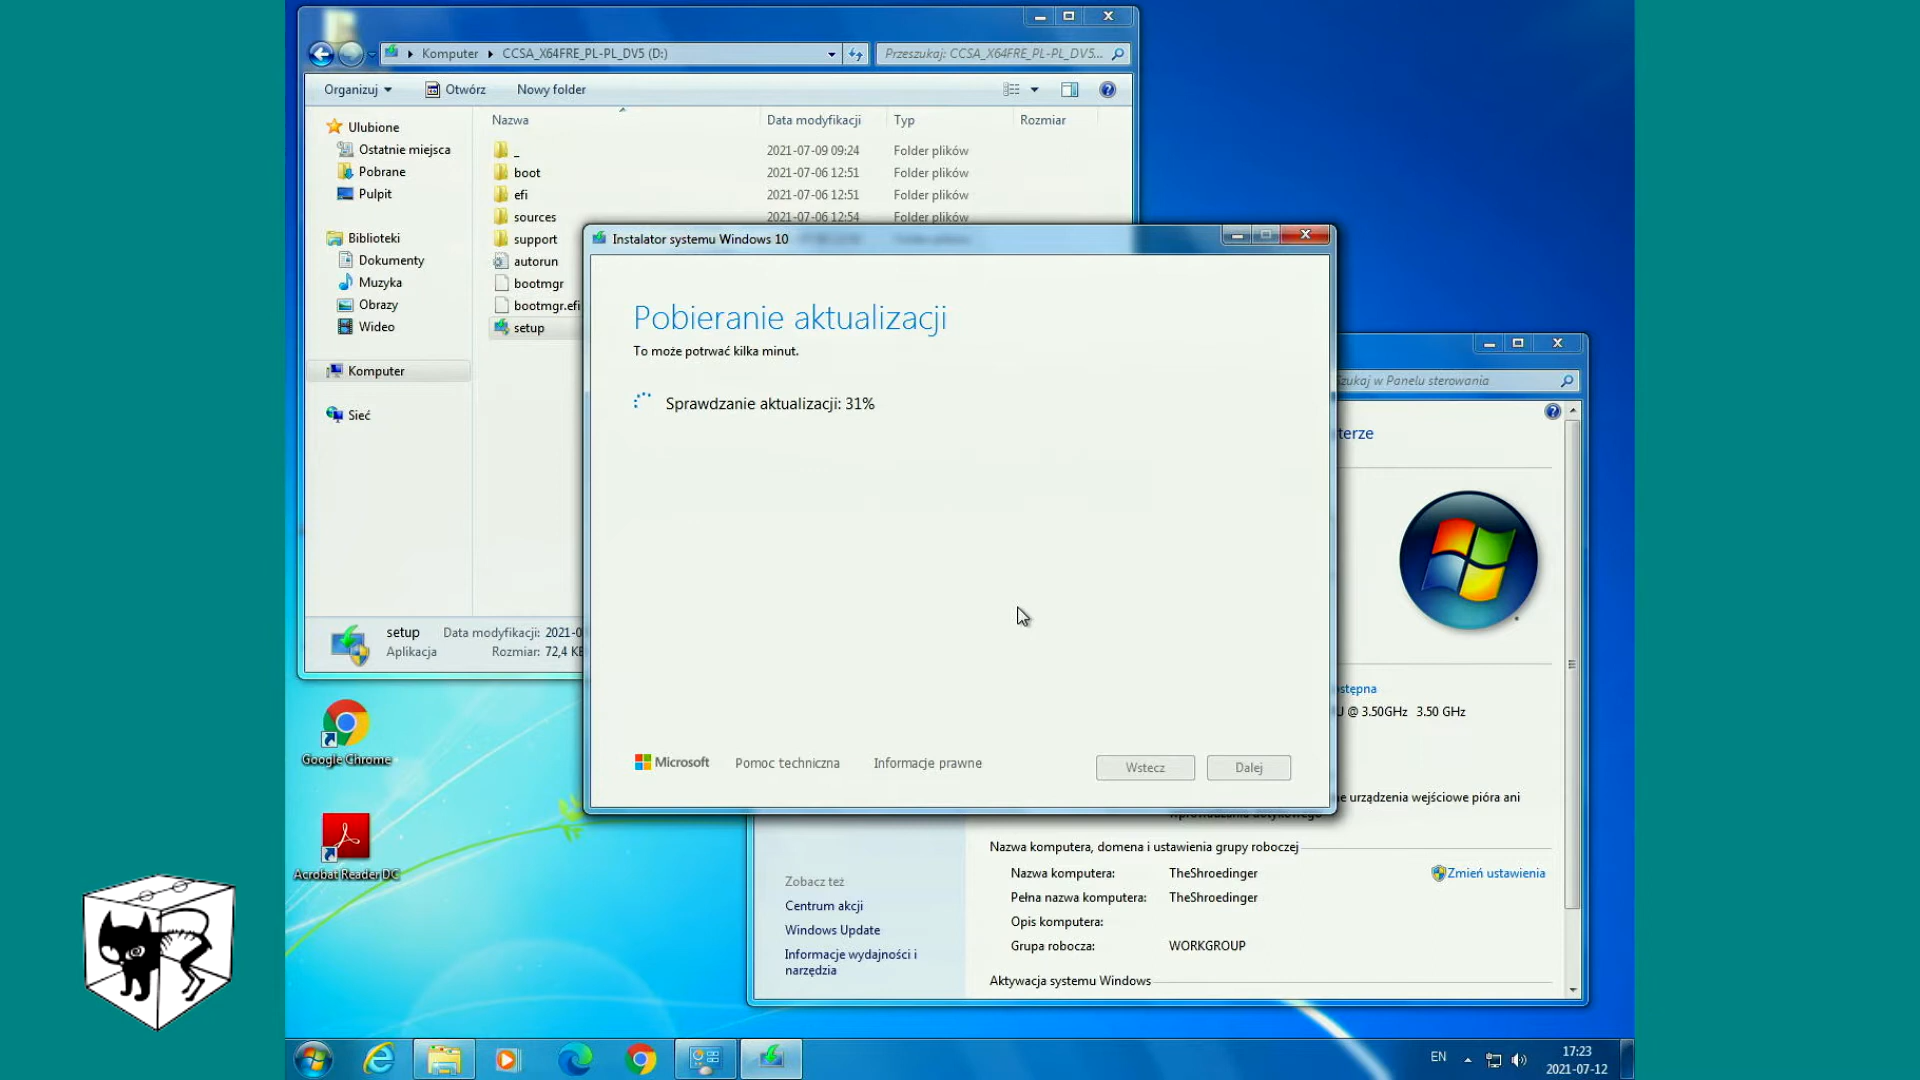 Komputer CCSA_X64FRE_PL-PL_DV5 (D:)
Przeszukaj: CCSA_X64FRE_PL-PL_DV5...
Organizuj Otwórz Nowy folder
Ulubione
Ostatnie miejsca
Pobrane
Pulpit
Biblioteki
Dokumenty
Muzyka
Obrazy
Wideo
Komputer
Sieć
Nazwa Data modyfikacji Typ Rozmiar
_ 2021-07-09 09:24 Folder plików
boot 2021-07-06 12:51 Folder plików
efi 2021-07-06 12:51 Folder plików
sources 2021-07-06 12:54 Folder plików
support
autorun
bootmgr
bootmgr.efi
setup
setup Data modyfikacji: 2021-0
Aplikacja Rozmiar: 72,4 KB
Instalator systemu Windows 10
Pobieranie aktualizacji
To może potrwać kilka minut.
Sprawdzanie aktualizacji: 31%
Microsoft Pomoc techniczna Informacje prawne
Wstecz Dalej
Szukaj w Panelu sterowania
terze
stępna
U @ 3.50GHz 3.50 GHz
ne urządzenia wejściowe pióra ani
wprowadzania dotykowego
Zobacz też
Centrum akcji
Windows Update
Informacje wydajności i
narzędzia
Nazwa komputera, domena i ustawienia grupy roboczej
Nazwa komputera: TheShroedinger
Zmień ustawienia
Pełna nazwa komputera: TheShroedinger
Opis komputera:
Grupa robocza: WORKGROUP
Aktywacja systemu Windows
Google Chrome
Acrobat Reader DC
EN
17:23
2021-07-12